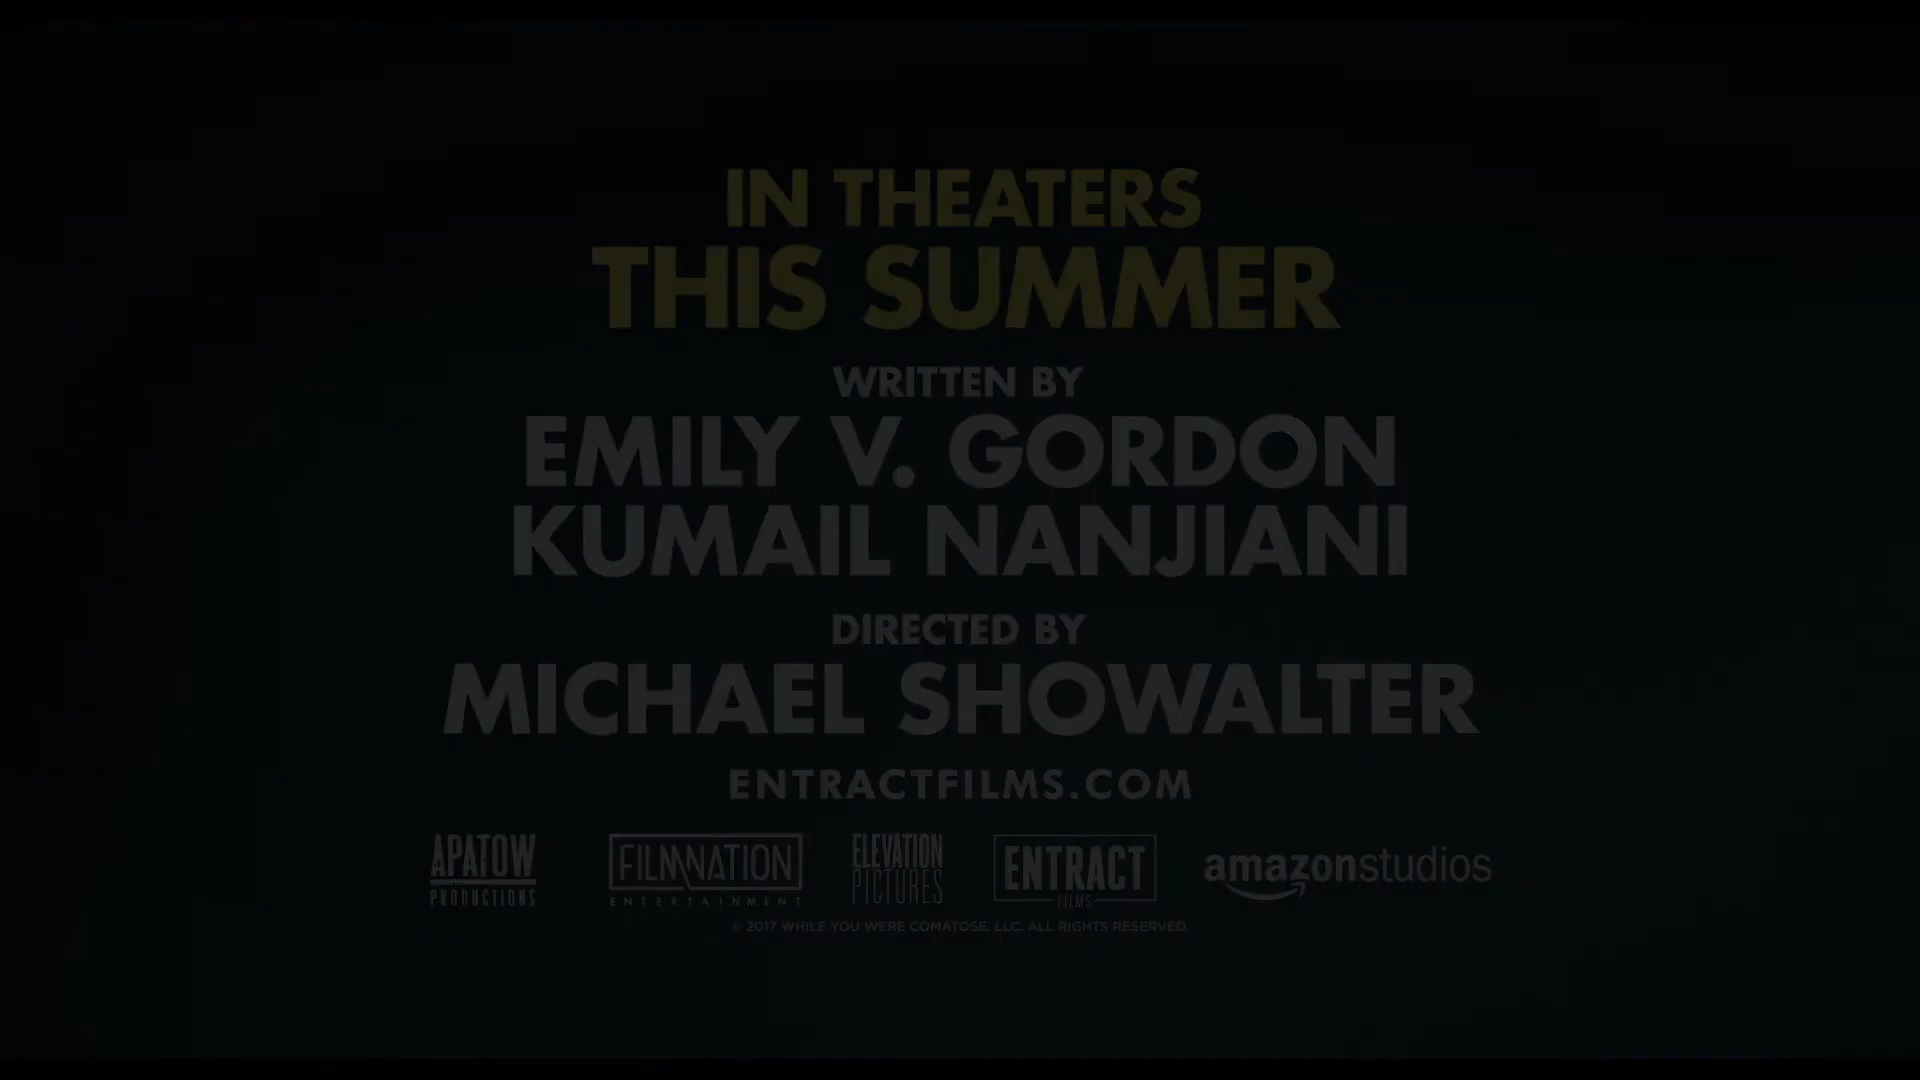 IN THEATERS
THIS SUMMER
WRITTEN BY
EMILY V. GORDON
KUMAIL NANJIANI
DIRECTED BY
MICHAEL SHOWALTER
ENTRACTFILMS.COM
APATOW
PRODUCTIONS
FILMNATION
ENTERTAINMENT
ELEVATION
PICTURES
ENTRACT
FILMS
amazonstudios
© 2017 WHILE YOU WERE COMATOSE, LLC. ALL RIGHTS RESERVED.